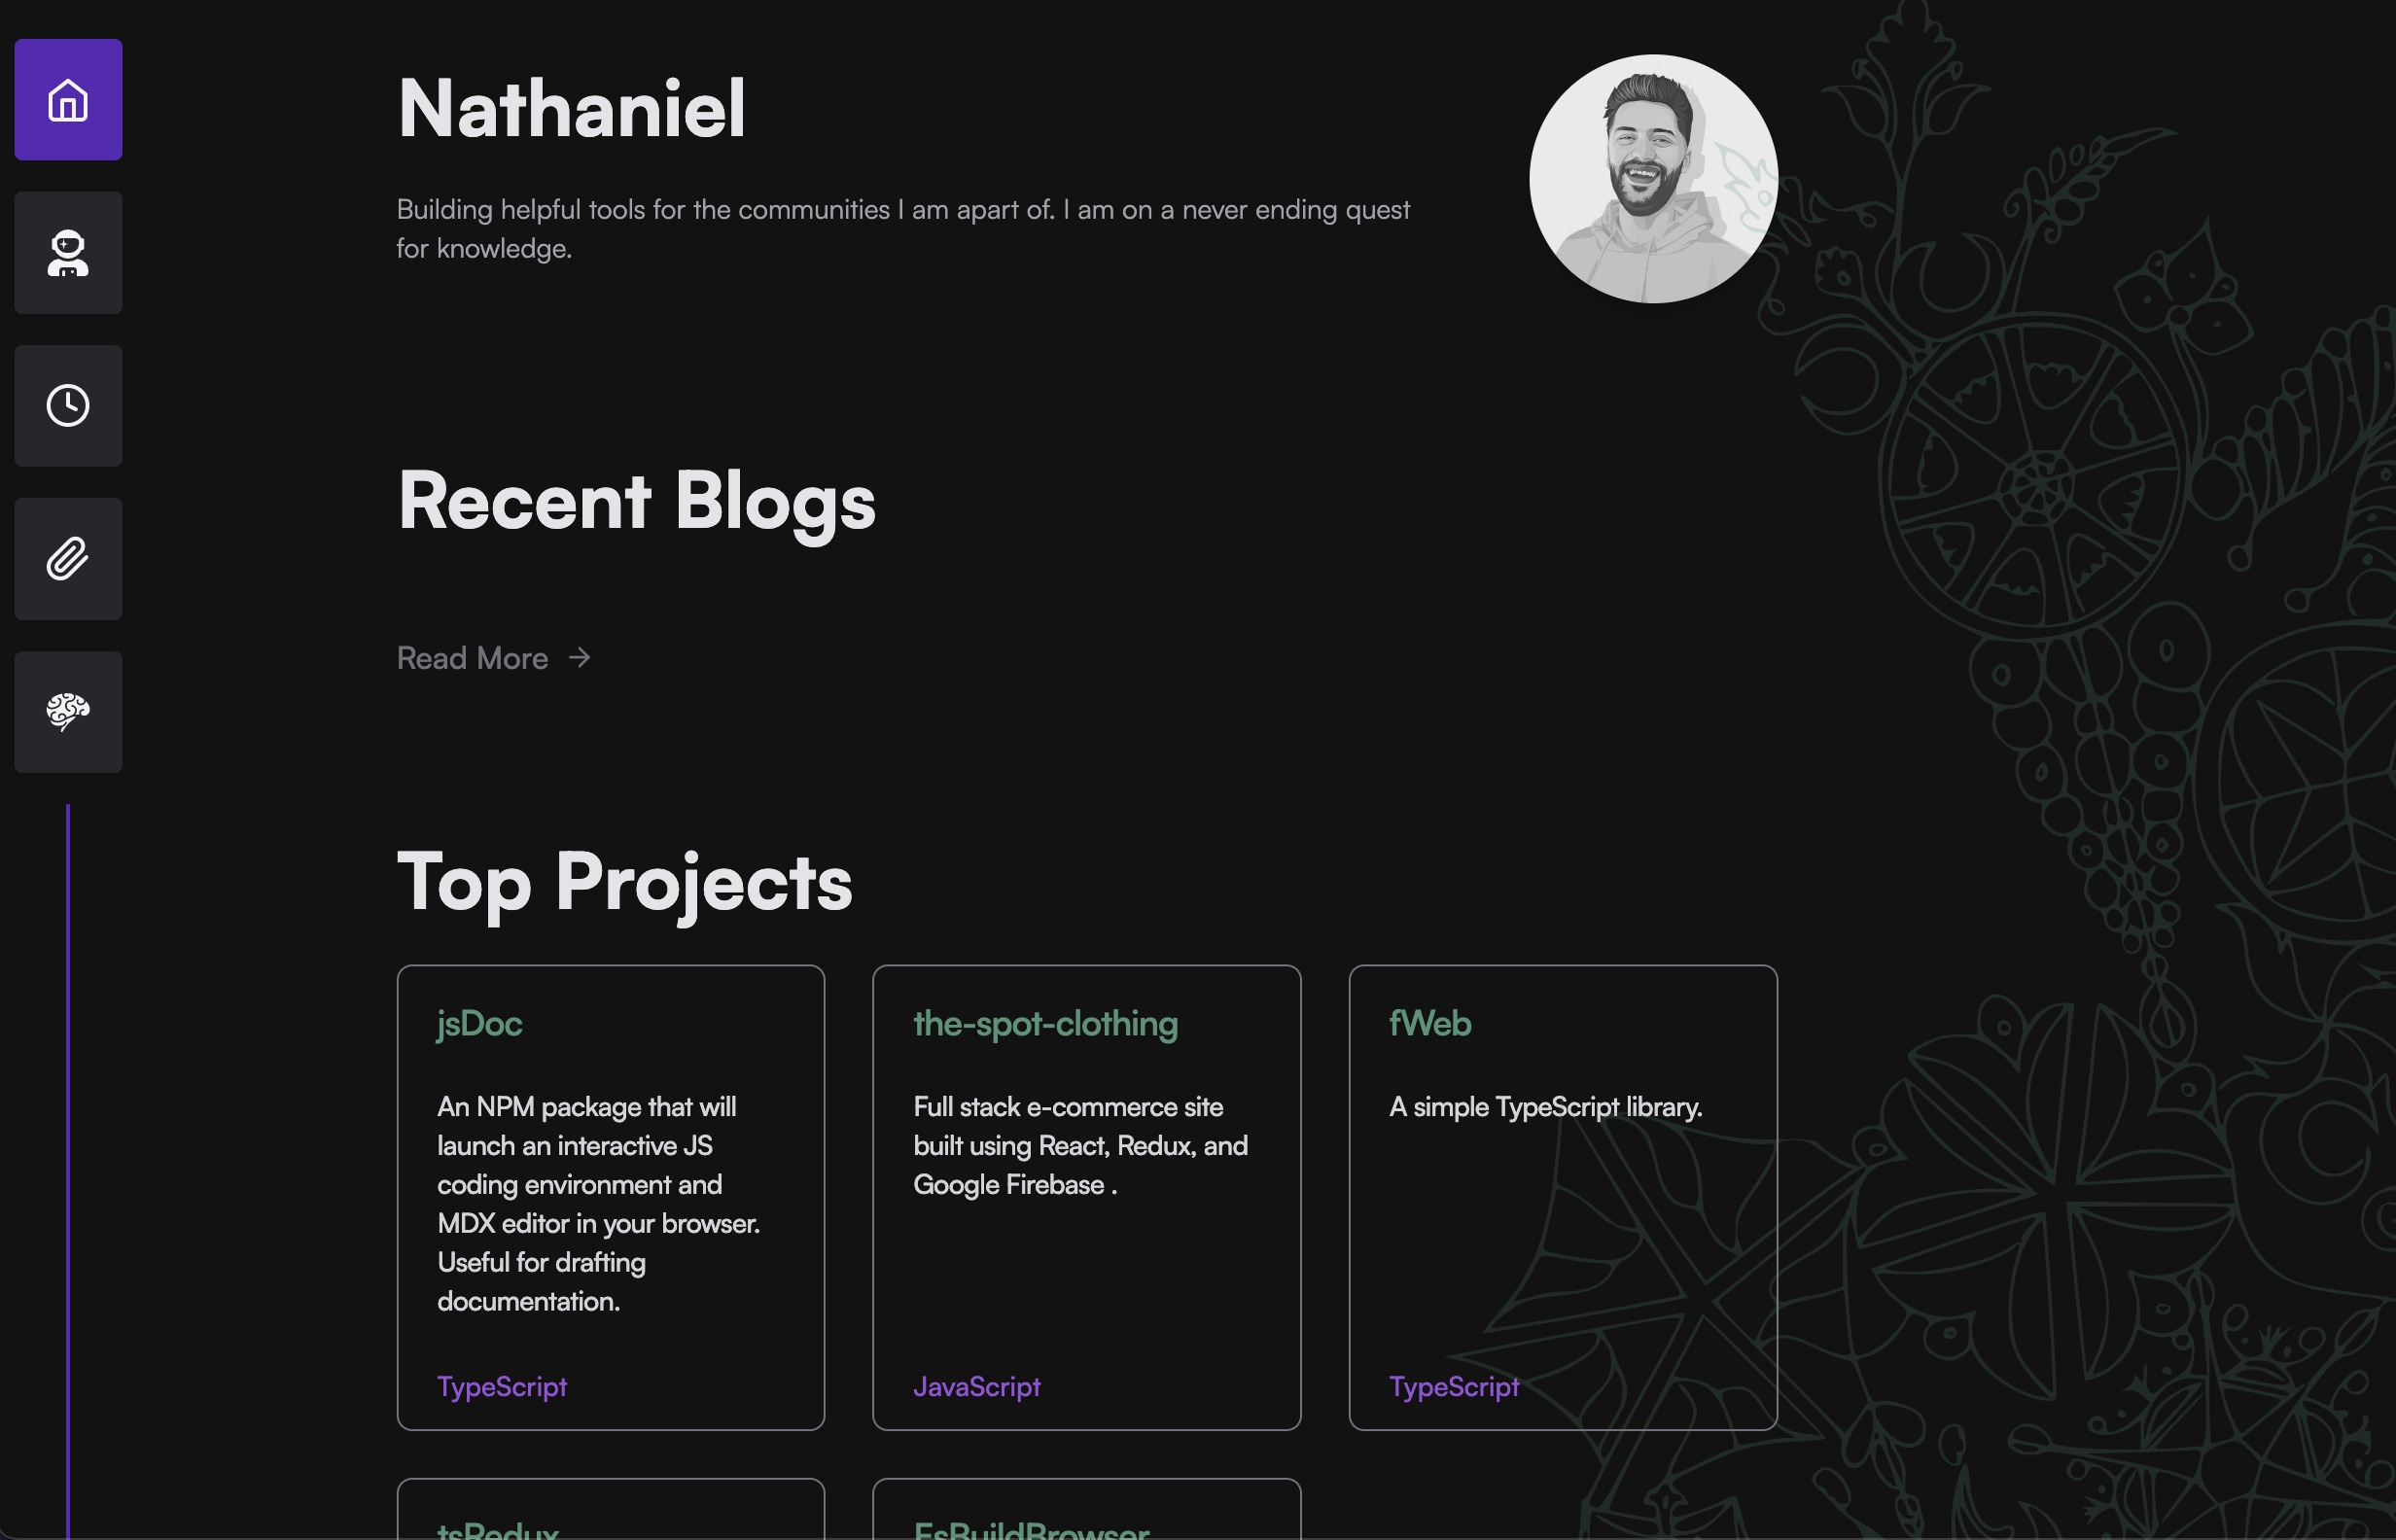 Nathaniel
Building helpful tools for the communities I am apart of. I am on a never ending quest
for knowledge.
Recent Blogs
Read More
Top Projects
jsDoc
An NPM package that will
launch an interactive JS
coding environment and
MDX editor in your browser.
Useful for drafting
documentation.
TypeScript
the-spot-clothing
Full stack e-commerce site
built using React, Redux, and
Google Firebase .
JavaScript
fWeb
A simple TypeScript library.
TypeScript
tsRedux
EsBuildBrowser